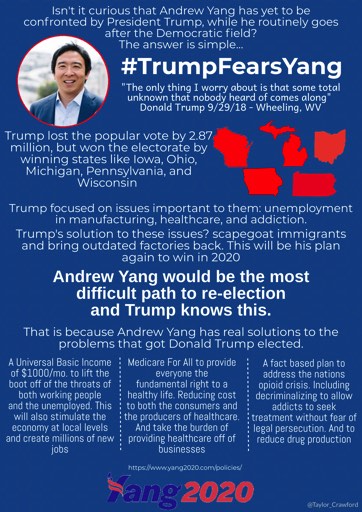 Isn't it curious that Andrew Yang has yet to be
confronted by President Trump, while he routinely goes
after the Democratic field?
The answer is simple...
#TrumpFearsYang
"The only thing I worry about is that some total
unknown that nobody heard of comes along"
Donald Trump 9/29/18 - Wheeling, WV
Trump lost the popular vote by 2.87
million, but won the electorate by
winning states like Iowa, Ohio,
Michigan, Pennsylvania, and
Wisconsin
Trump focused on issues important to them: unemployment
in manufacturing, healthcare, and addiction.
Trump's solution to these issues? scapegoat immigrants
and bring outdated factories back. This will be his plan
again to win in 2020
Andrew Yang would be the most
difficult path to re-election
and Trump knows this.
That is because Andrew Yang has real solutions to the
problems that got Donald Trump elected.
A Universal Basic Income
of $1000/mo. to lift the
boot off of the throats of
both working people
and the unemployed. This
will also stimulate the
economy at local levels
and create millions of new
jobs
Medicare For All to provide
everyone the
fundamental right to a
healthy life. Reducing cost
to both the consumers and
the producers of healthcare.
And take the burden of
providing healthcare off of
businesses
A fact based plan to
address the nations
opioid crisis. Including
decriminalizing to allow
addicts to seek
treatment without fear of
legal persecution. And to
reduce drug production
https://www.yang2020.com/policies/
Yang2020
@Taylor_Crawford